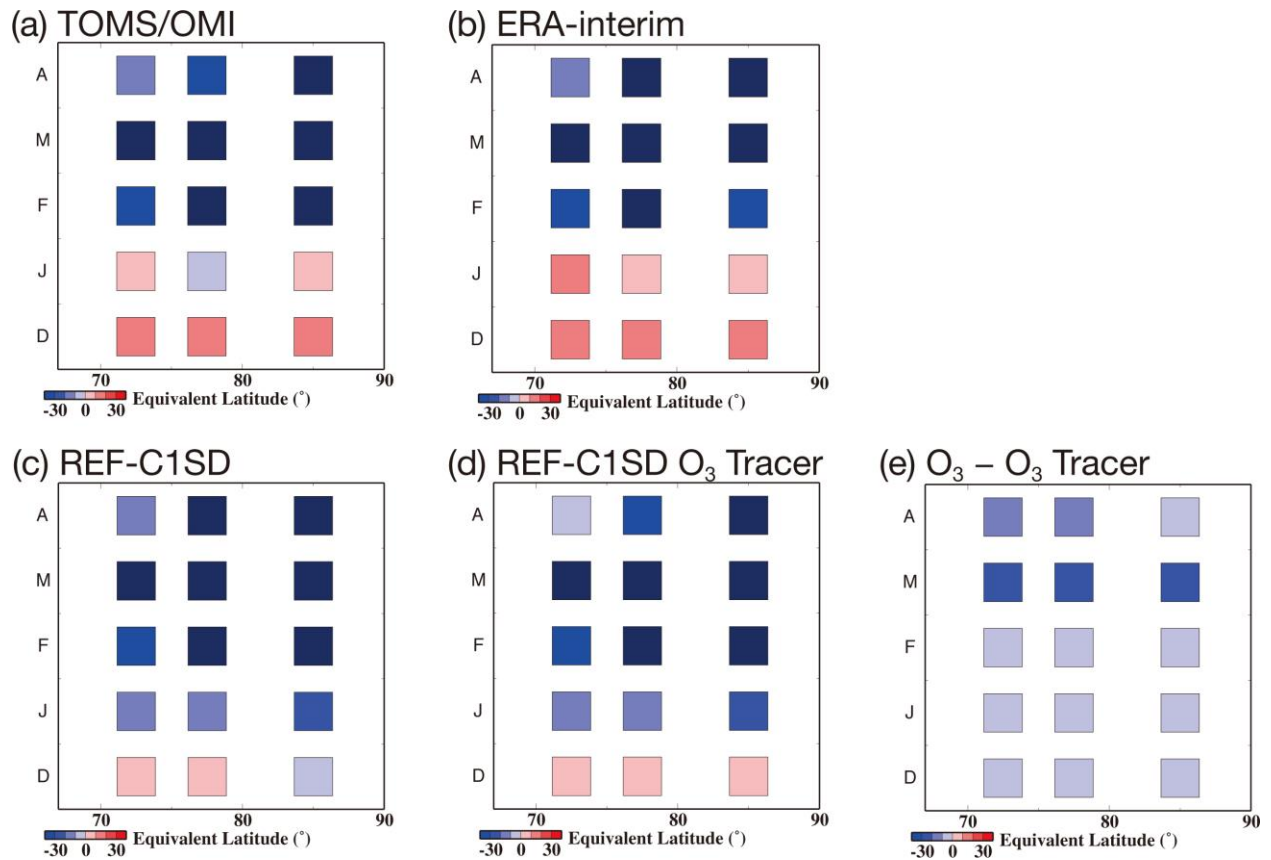 (a) TOMS/OMI
A
M
F
J
D
70 80 90
-30 0 30 Equivalent Latitude (°)
(b) ERA-interim
A
M
F
J
D
70 80 90
-30 0 30 Equivalent Latitude (°)
(c) REF-C1SD
A
M
F
J
D
70 80 90
-30 0 30 Equivalent Latitude (°)
(d) REF-C1SD O₃ Tracer
A
M
F
J
D
70 80 90
-30 0 30 Equivalent Latitude (°)
(e) O₃ – O₃ Tracer
A
M
F
J
D
70 80 90
-30 0 30 Equivalent Latitude (°)